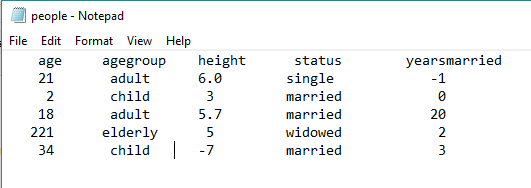 people - Notepad
File Edit Format View Help
age agegroup height status yearsmarried
21 adult 6.0 single -1
2 child 3 married 0
18 adult 5.7 married 20
221 elderly 5 widowed 2
34 child -7 married 3